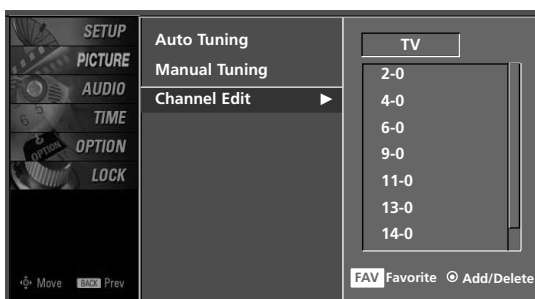 SETUP
PICTURE
AUDIO
TIME
OPTION
LOCK
Move BACK Prev
Auto Tuning
Manual Tuning
Channel Edit ▶
TV
2-0
4-0
6-0
9-0
11-0
13-0
14-0
FAV Favorite Add/Delete